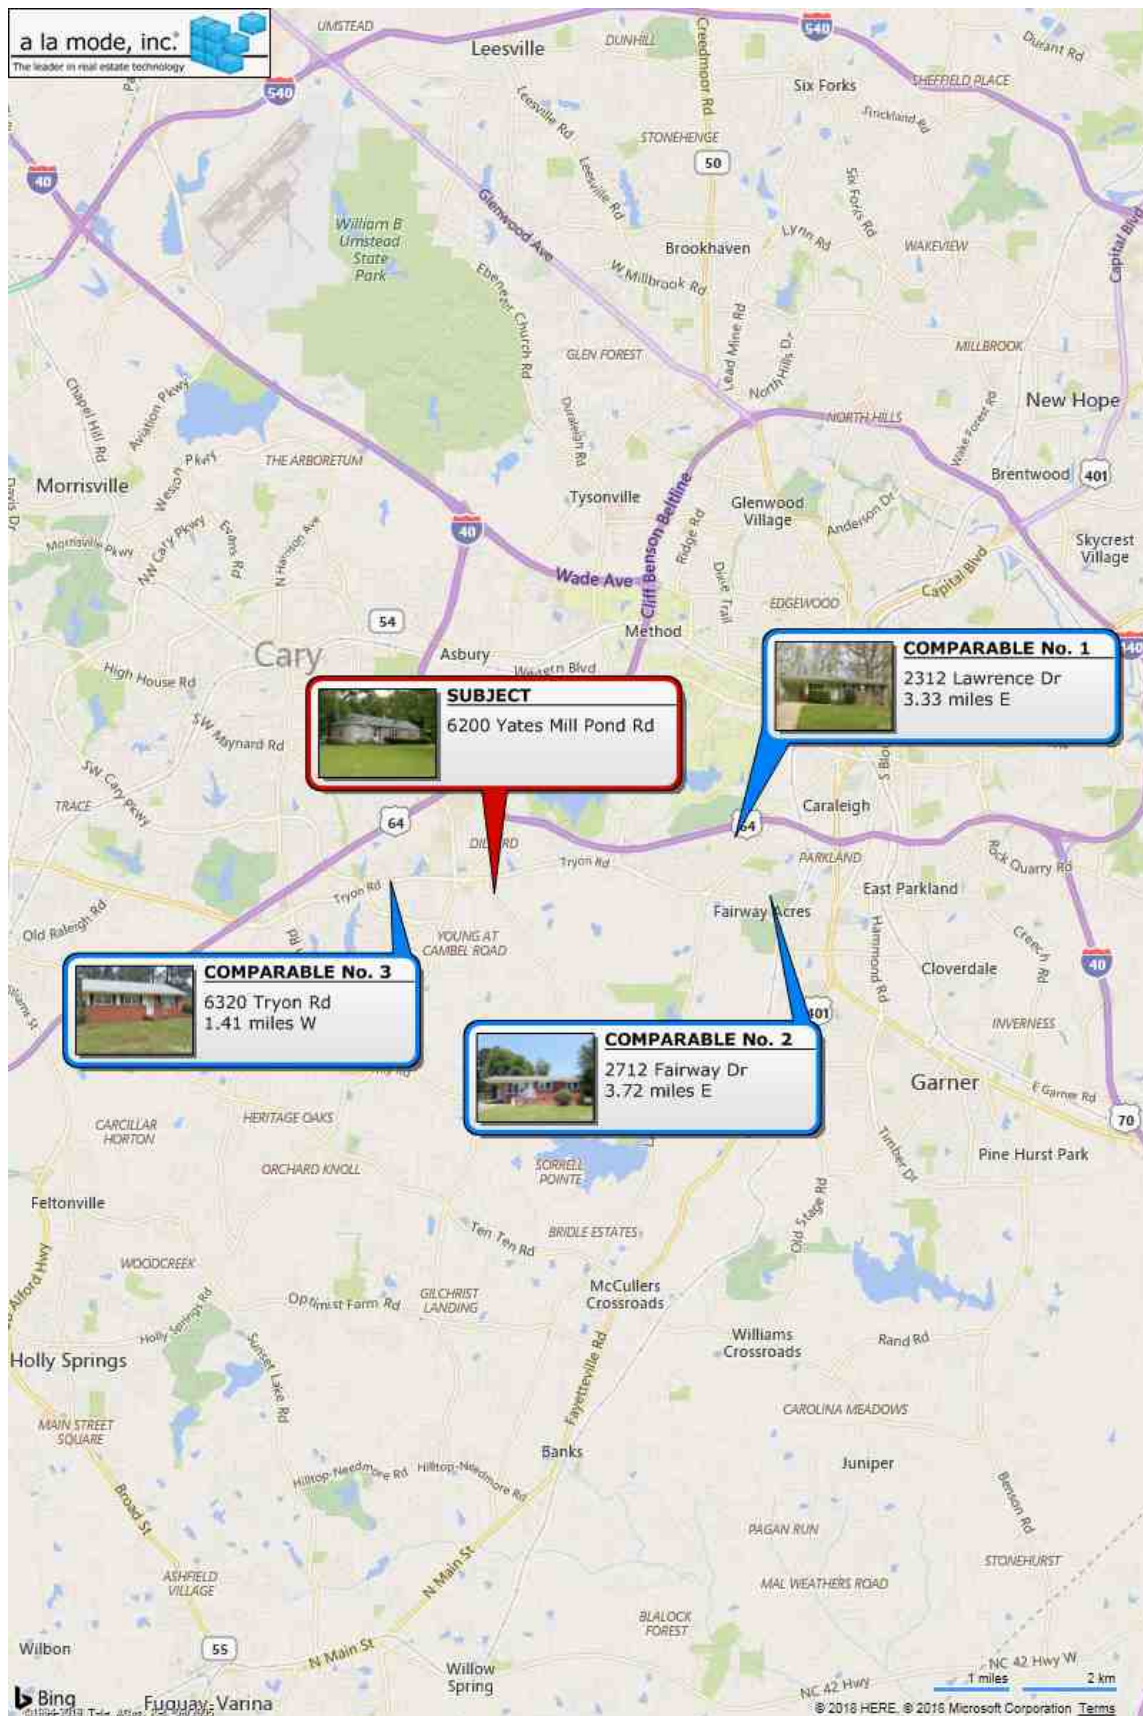 a la mode, inc.
The leader in real estate technology
UMSTEAD
Leesville
DUNHILL
Creedmoor Rd
540
Durant Rd
Six Forks
SHEFFIELD PLACE
540
Leesville Rd
Strickland Rd
STONEHENGE
50
40
Leesville Rd
Six Forks Rd
Glenwood Ave
William B
Umstead
State
Park
Lynn Rd
Brookhaven
WAKEVIEW
Capital Blvd
Ebenezer Church Rd
W Millbrook Rd
Lead Mine Rd
North Hills Dr
GLEN FOREST
MILLBROOK
Chapel Hill Rd
Aviation Pkwy
Duraleigh Rd
New Hope
NORTH HILLS
Wake Forest Rd
THE ARBORETUM
Weston Pkwy
Morrisville
Brentwood
401
Davis Dr
Tysonville
Glenwood
Village
Anderson Dr
Cliff Benson Beltline
Ridge Rd
40
Skycrest
Village
Morrisville Pkwy
NW Cary Pkwy
Evans Rd
N Harrison Ave
Wade Ave
Dixie Trail
Capital Blvd
EDGEWOOD
54
Method
Cary
Asbury
Western Blvd
High House Rd
440
COMPARABLE No. 1
2312 Lawrence Dr
3.33 miles E
SUBJECT
6200 Yates Mill Pond Rd
SW Maynard Rd
SW Cary Pkwy
TRACE
Caraleigh
64
64
Tryon Rd
PARKLAND
Rock Quarry Rd
Tryon Rd
East Parkland
Fairway Acres
Old Raleigh Rd
YOUNG AT
CAMBEL ROAD
Hammond Rd
Creech Rd
Cloverdale
40
COMPARABLE No. 3
6320 Tryon Rd
1.41 miles W
401
INVERNESS
COMPARABLE No. 2
2712 Fairway Dr
3.72 miles E
Garner
E Garner Rd
HERITAGE OAKS
CARCILLAR
HORTON
70
Timber Dr
Pine Hurst Park
ORCHARD KNOLL
SORRELL
POINTE
Feltonville
Old Stage Rd
Ten Ten Rd
BRIDLE ESTATES
WOODCREEK
Alford Hwy
McCullers
Crossroads
GILCHRIST
LANDING
Optimist Farm Rd
Holly Springs Rd
Williams
Crossroads
Rand Rd
Holly Springs
Sunset Lake Rd
Fayetteville Rd
CAROLINA MEADOWS
MAIN STREET
SQUARE
Banks
Juniper
Hilltop-Needmore Rd
Hilltop-Needmore Rd
Benson Rd
Broad St
PAGAN RUN
STONEHURST
N Main St
ASHFIELD
VILLAGE
MAL WEATHERS ROAD
BLALOCK
FOREST
Wilbon
55
N Main St
Willow
Spring
NC 42 Hwy W
NC 42 Hwy
1 miles
2 km
Bing
Fuquay-Varina
© 2016 HERE, © 2016 Microsoft Corporation Terms